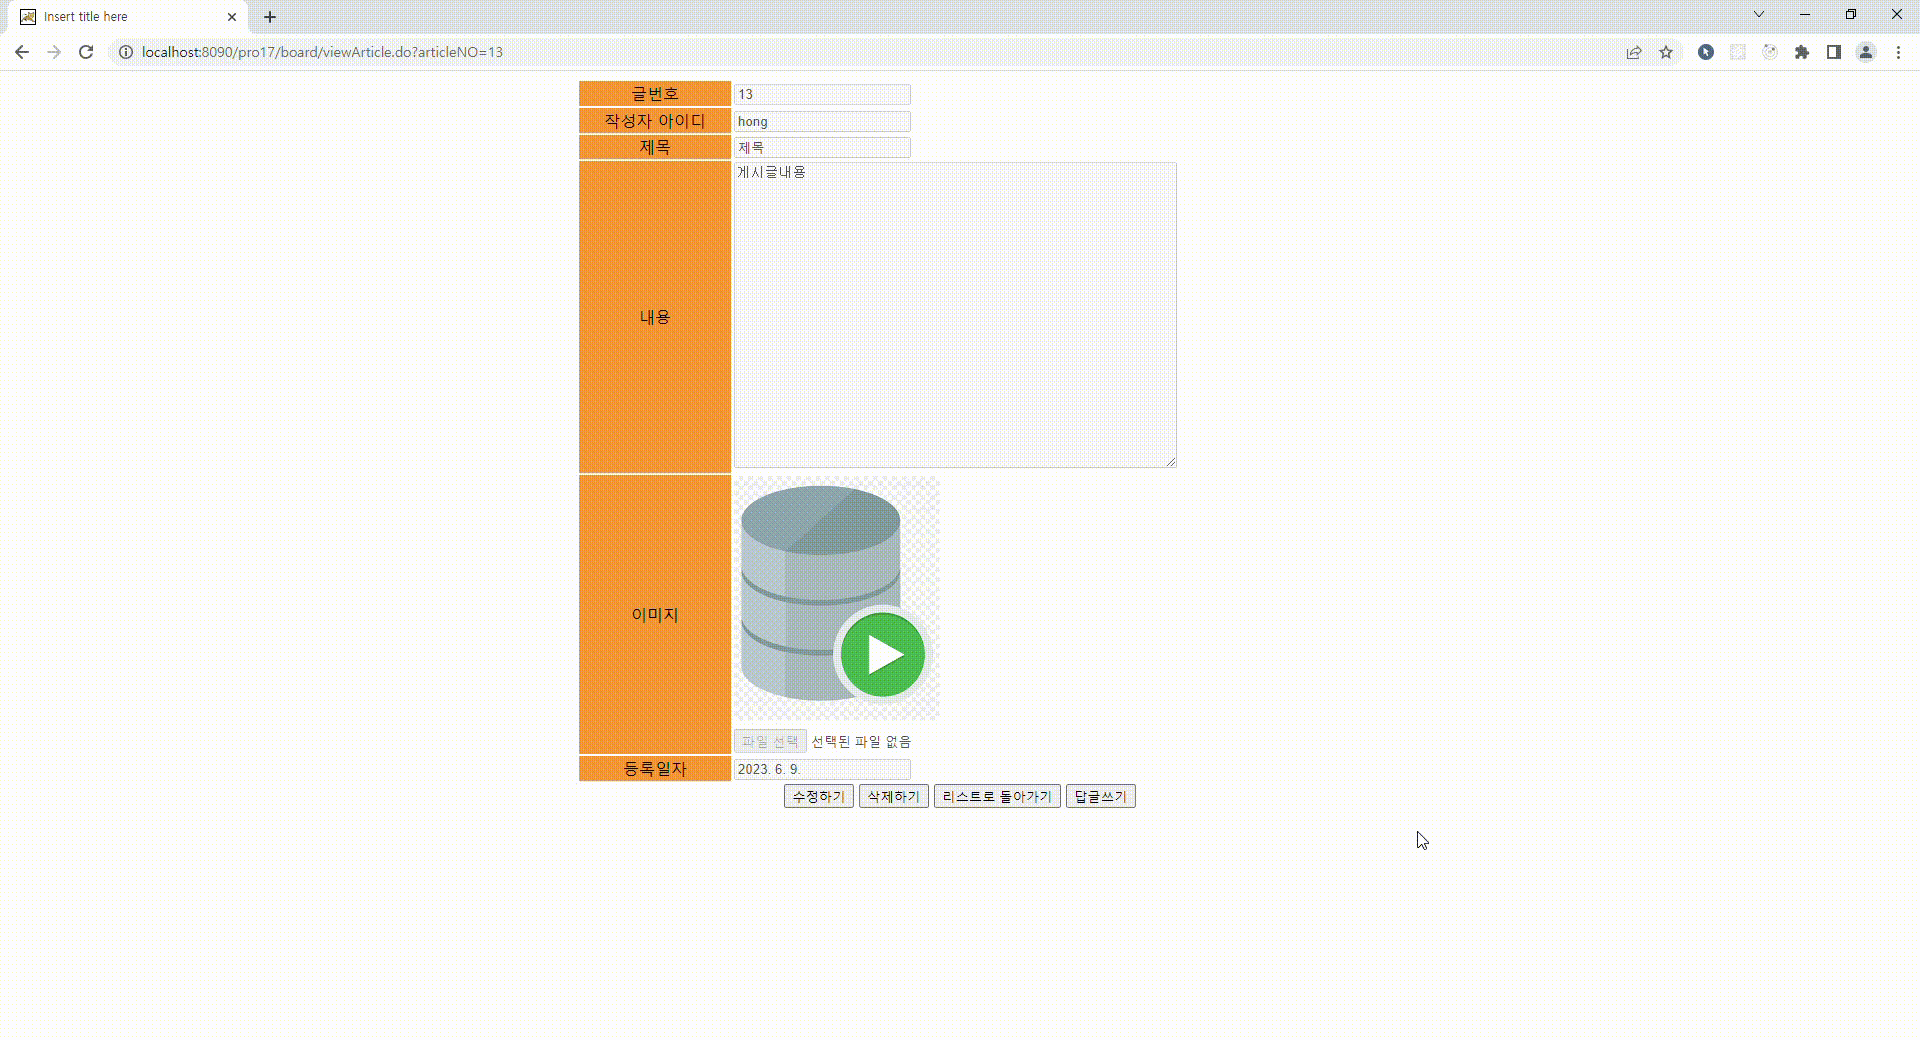 Insert title here
localhost:8090/pro17/board/viewArticle.do?articleNO=13
글번호 13
작성자 아이디 hong
제목 제목
내용 게시글내용
이미지
파일 선택 선택된 파일 없음
등록일자 2023. 6. 9.
수정하기 삭제하기 리스트로 돌아가기 답글쓰기